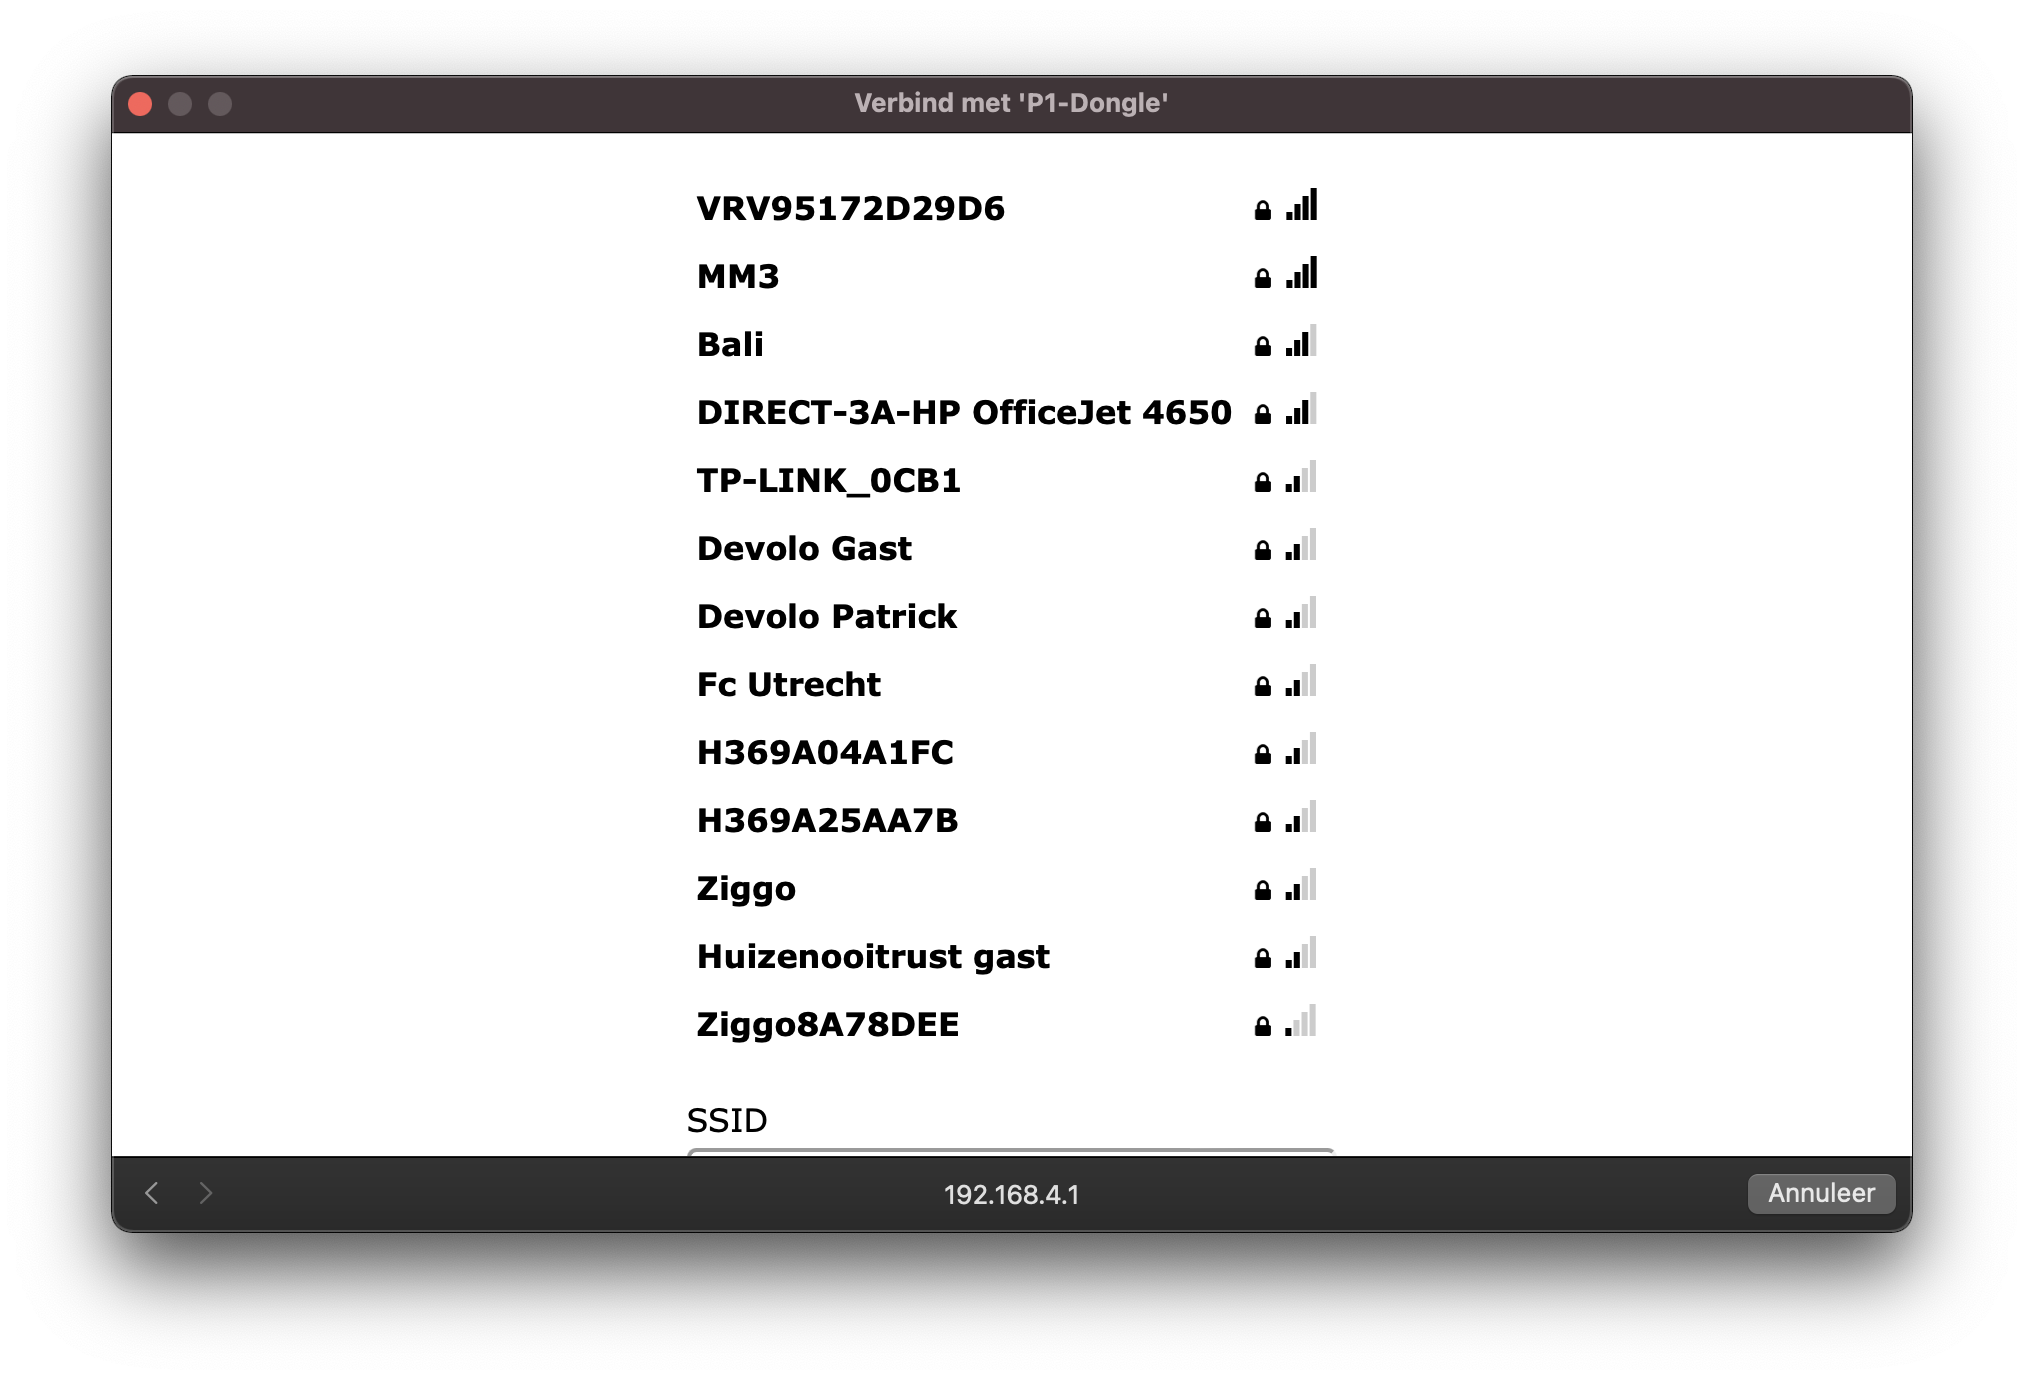 Verbind met 'P1-Dongle'
VRV95172D29D6
MM3
Bali
DIRECT-3A-HP OfficeJet 4650
TP-LINK_0CB1
Devolo Gast
Devolo Patrick
Fc Utrecht
H369A04A1FC
H369A25AA7B
Ziggo
Huizenooitrust gast
Ziggo8A78DEE
SSID
192.168.4.1
Annuleer